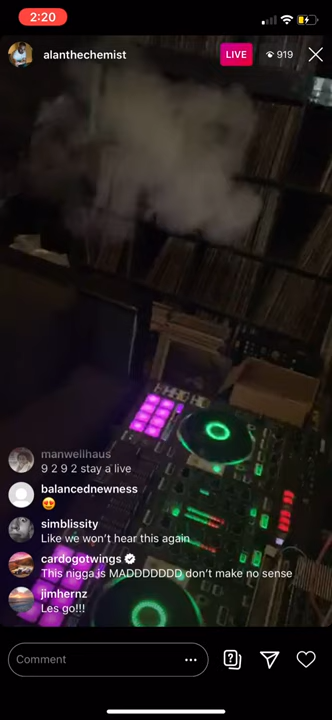 2:20
alanthechemist
LIVE
919
manwellhaus
9 2 9 2 stay a live
balancednewness
😍
simblissity
Like we won't hear this again
cardogotwings
This nigga is MADDDDDDD don't make no sense
jimhernz
Les go!!!
Comment